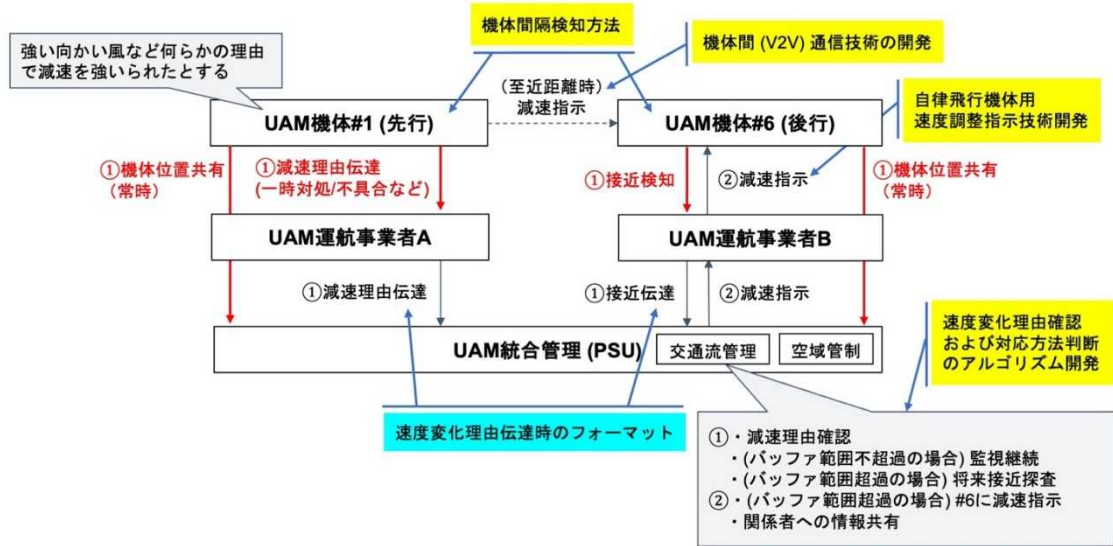 機体間隔検知方法
強い向かい風など何らかの理由
で減速を強いられたとする
機体間 (V2V) 通信技術の開発
(至近距離時)
減速指示
自律飛行機体用
速度調整指示技術開発
UAM機体#1 (先行)
UAM機体#6 (後行)
①機体位置共有
(常時)
①減速理由伝達
(一時対処/不具合など)
①接近検知
②減速指示
①機体位置共有
(常時)
UAM運航事業者A
UAM運航事業者B
①減速理由伝達
①接近伝達
②減速指示
速度変化理由確認
および対応方法判断
のアルゴリズム開発
UAM統合管理 (PSU)
交通流管理
空域管制
速度変化理由伝達時のフォーマット
①・減速理由確認
・(バッファ範囲不超過の場合) 監視継続
・(バッファ範囲超過の場合) 将来接近探査
②・(バッファ範囲超過の場合) #6に減速指示
・関係者への情報共有